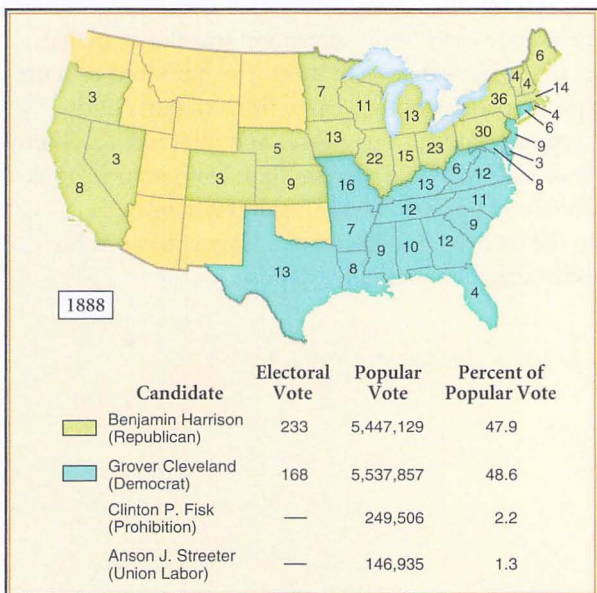 6
4 4
3 7 11 36 14
13 4
5 13 30 6
3 22 15 23 9
8 3 9 16 13 6 12 3
8
12 11
7 9
13 9 10 12
8
4
1888
Electoral Popular Percent of
Candidate Vote Vote Popular Vote
Benjamin Harrison
(Republican) 233 5,447,129 47.9
Grover Cleveland
(Democrat) 168 5,537,857 48.6
Clinton P. Fisk
(Prohibition) — 249,506 2.2
Anson J. Streeter
(Union Labor) — 146,935 1.3